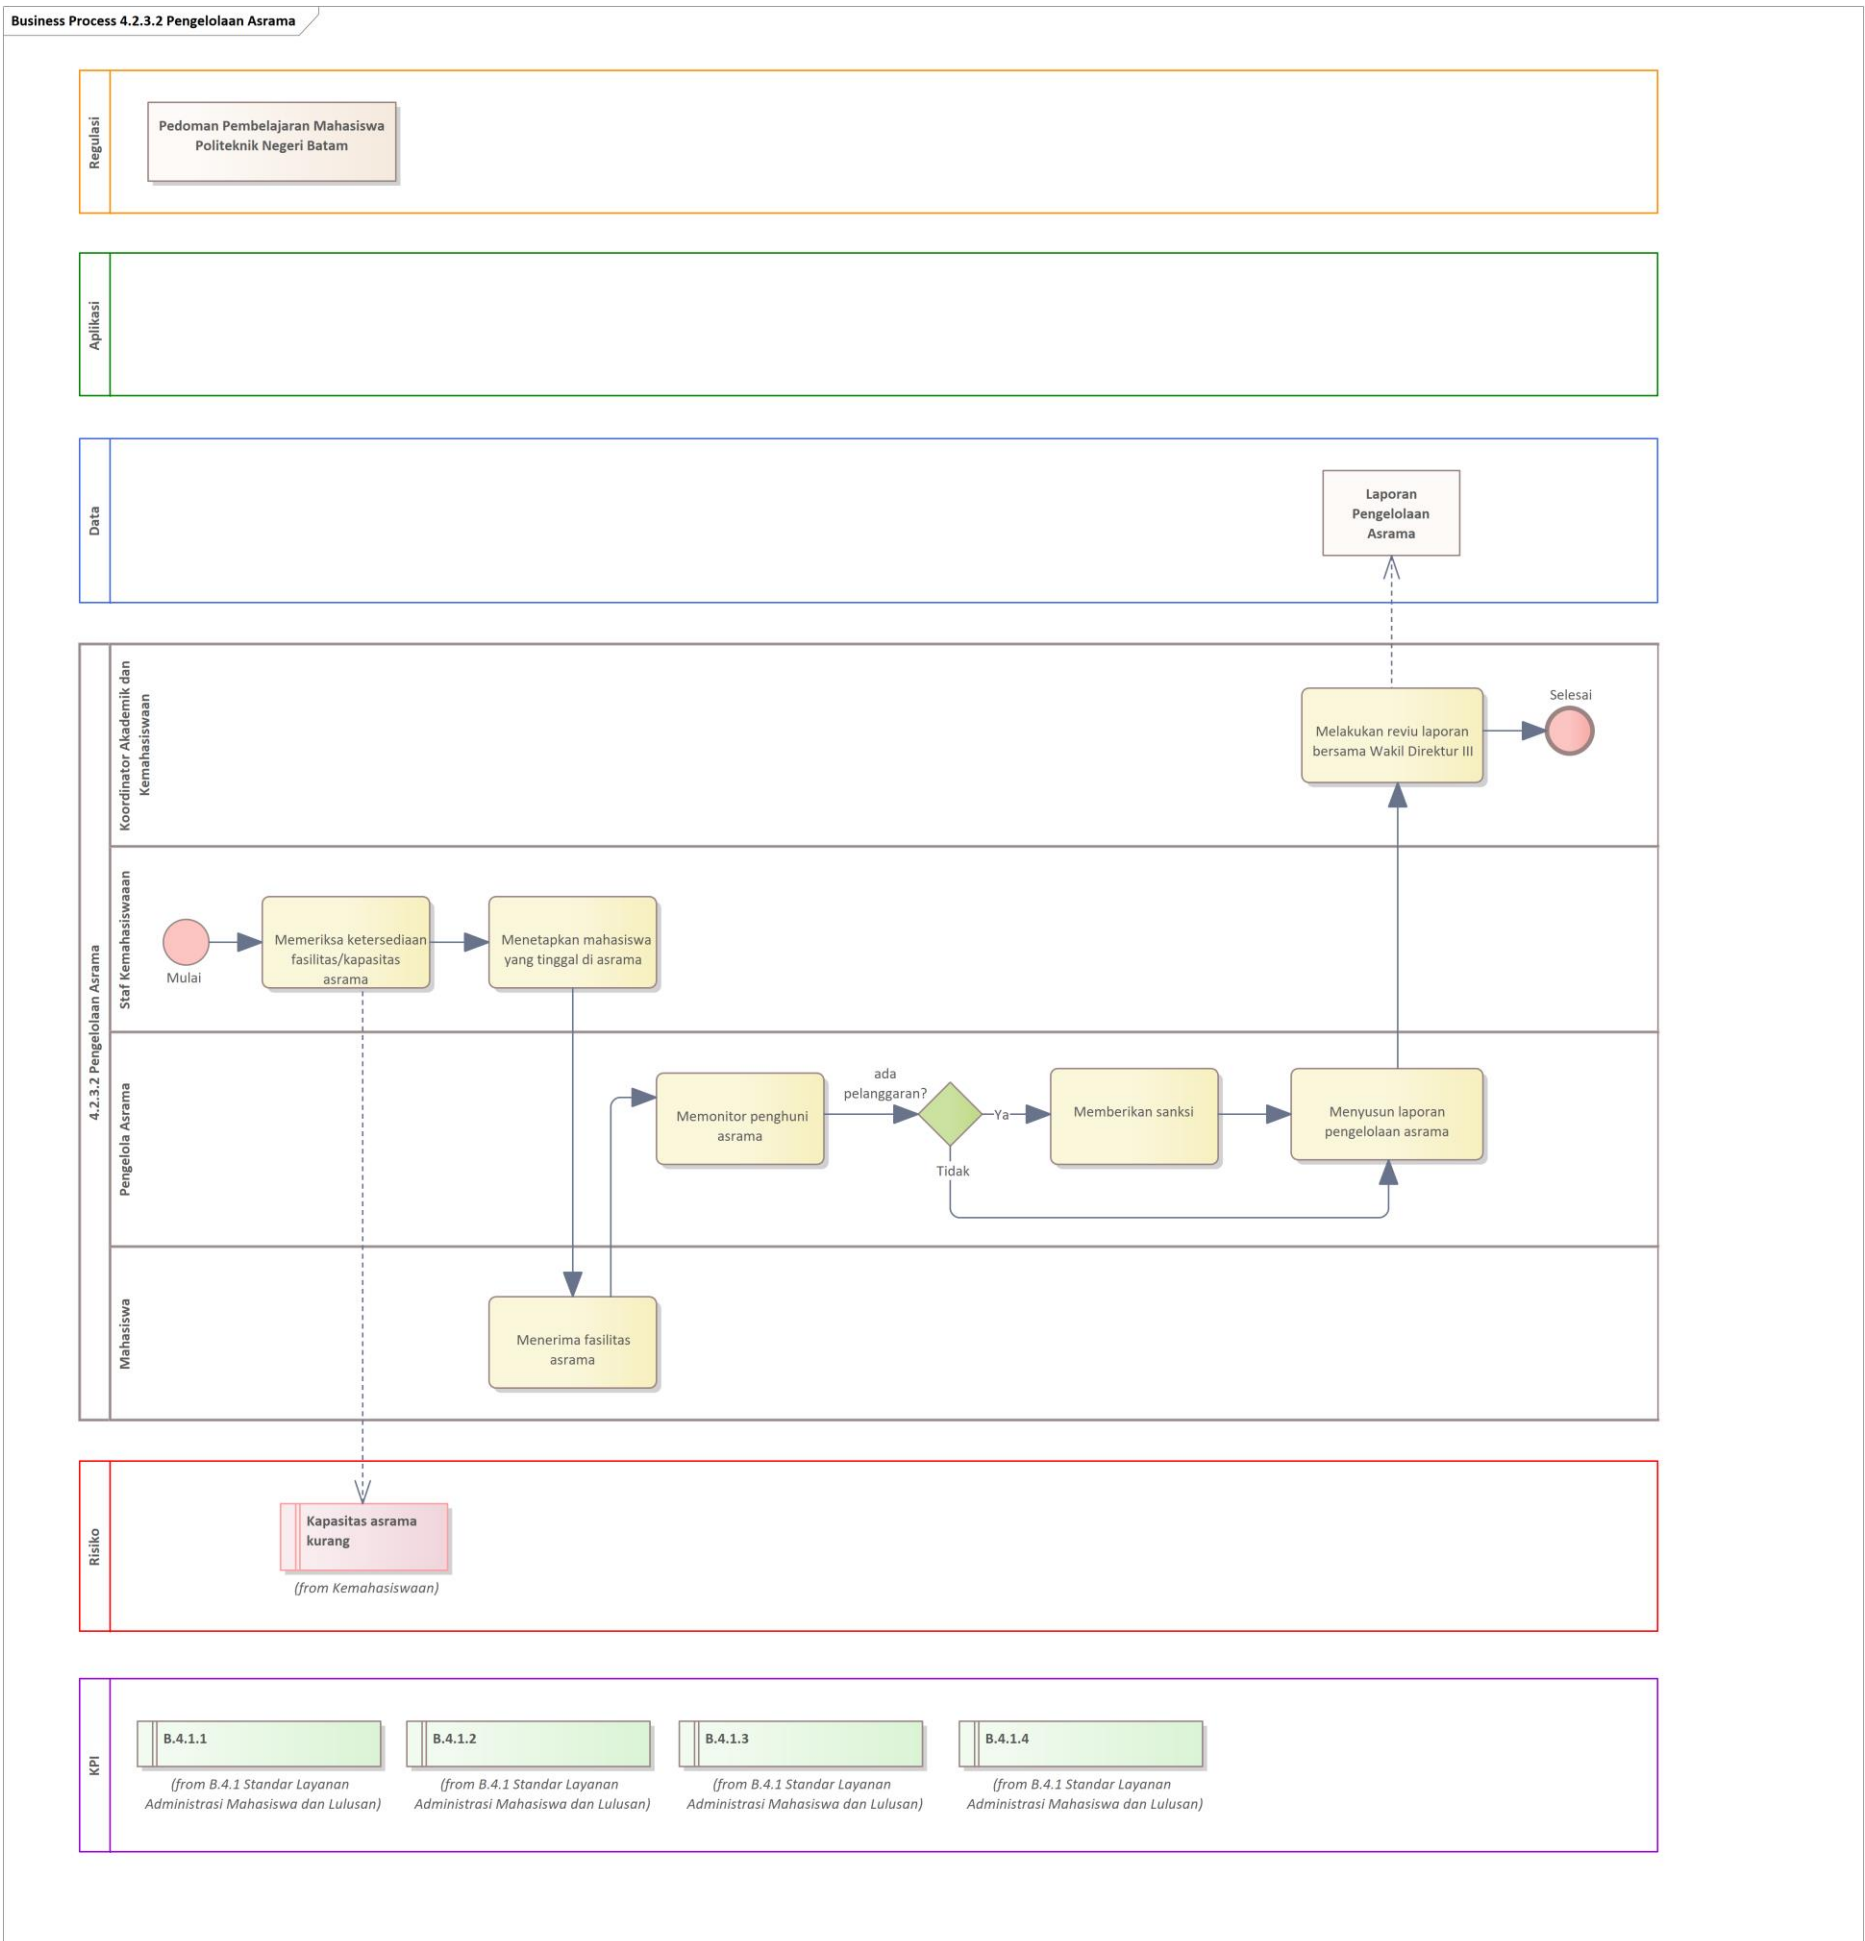 Business Process 4.2.3.2 Pengelolaan Asrama
Regulasi
Pedoman Pembelajaran Mahasiswa
Politeknik Negeri Batam
Aplikasi
Data
Laporan
Pengelolaan
Asrama
4.2.3.2 Pengelolaan Asrama
Koordinator Akademik dan
Kemahasiswaan
Melakukan reviu laporan
bersama Wakil Direktur III
Selesai
Staf Kemahasiswaaan
Mulai
Memeriksa ketersediaan
fasilitas/kapasitas
asrama
Menetapkan mahasiswa
yang tinggal di asrama
Pengelola Asrama
Memonitor penghuni
asrama
ada
pelanggaran?
Ya
Tidak
Memberikan sanksi
Menyusun laporan
pengelolaan asrama
Mahasiswa
Menerima fasilitas
asrama
Risiko
Kapasitas asrama
kurang
(from Kemahasiswaan)
KPI
B.4.1.1
(from B.4.1 Standar Layanan
Administrasi Mahasiswa dan Lulusan)
B.4.1.2
(from B.4.1 Standar Layanan
Administrasi Mahasiswa dan Lulusan)
B.4.1.3
(from B.4.1 Standar Layanan
Administrasi Mahasiswa dan Lulusan)
B.4.1.4
(from B.4.1 Standar Layanan
Administrasi Mahasiswa dan Lulusan)